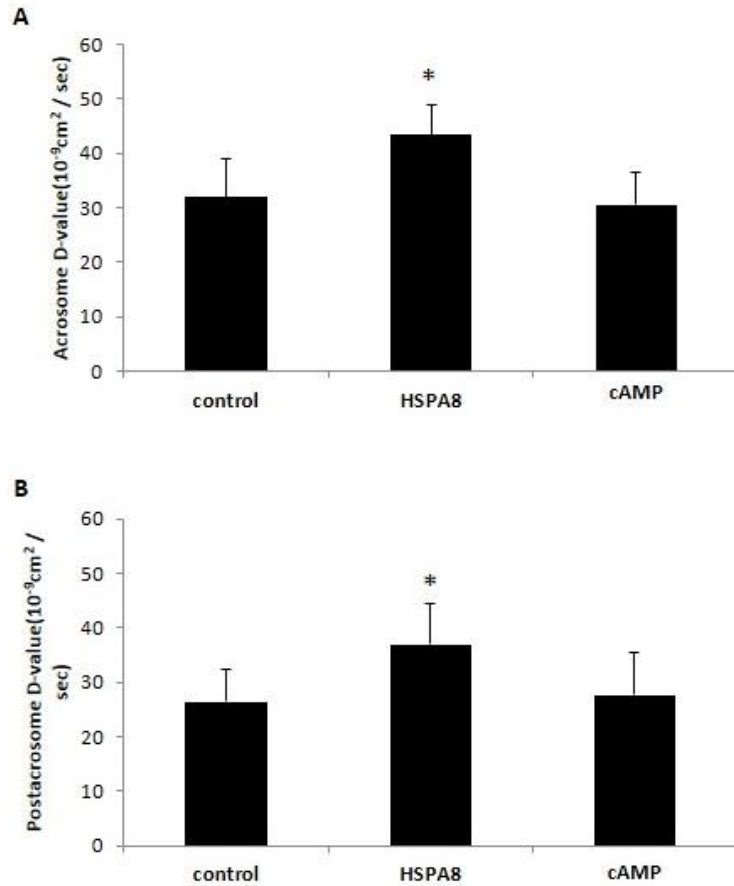 A
Acrosome D-value(10⁻⁹cm² / sec)
60
50
40
30
20
10
0
*
control
HSPA8
cAMP
B
Postacrosome D-value(10⁻⁹cm² /
sec)
60
50
40
30
20
10
0
*
control
HSPA8
cAMP